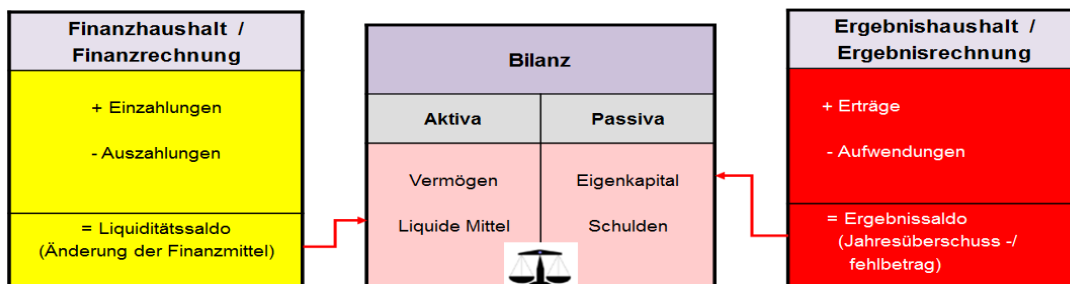 Finanzhaushalt /
Finanzrechnung
+ Einzahlungen
- Auszahlungen
= Liquiditätssaldo
(Änderung der Finanzmittel)
Bilanz
Aktiva
Passiva
Vermögen
Eigenkapital
Liquide Mittel
Schulden
Ergebnishaushalt /
Ergebnisrechnung
+ Erträge
- Aufwendungen
= Ergebnissaldo
(Jahresüberschuss -/
fehlbetrag)